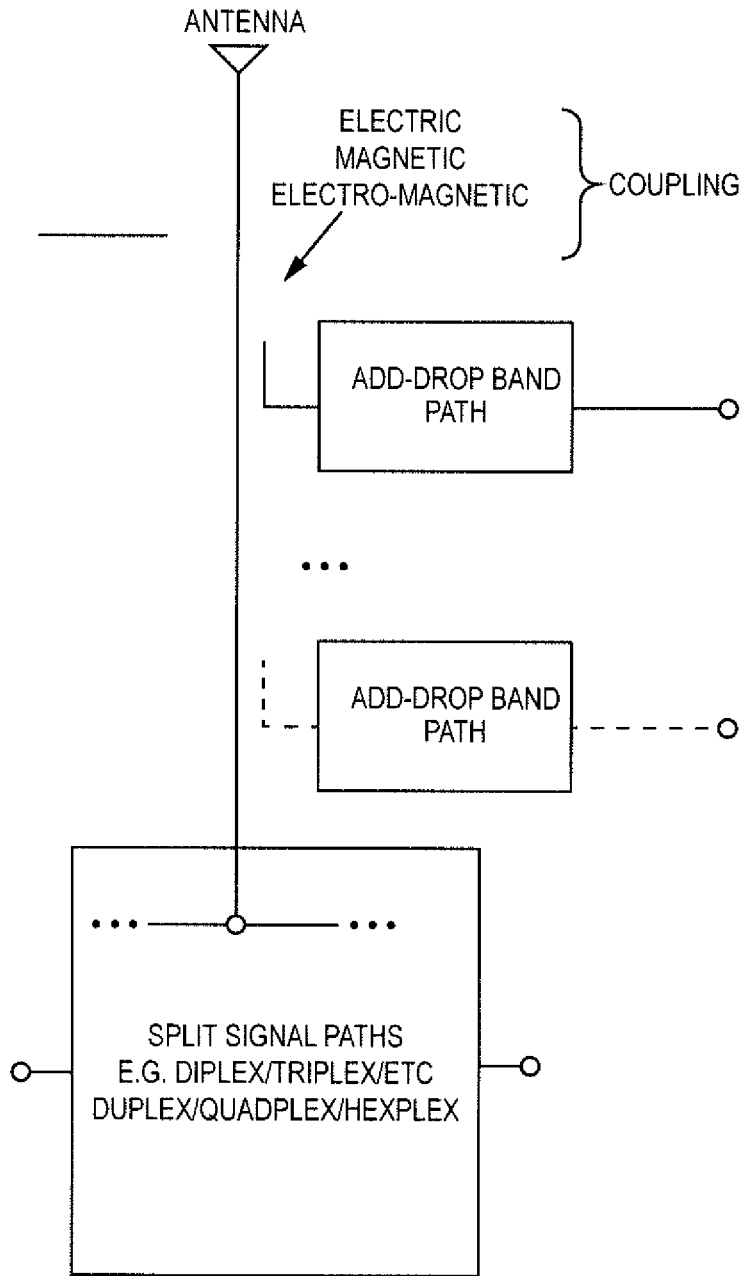 ANTENNA
ELECTRIC
MAGNETIC
ELECTRO-MAGNETIC
COUPLING
ADD-DROP BAND
PATH
ADD-DROP BAND
PATH
SPLIT SIGNAL PATHS
E.G. DIPLEX/TRIPLEX/ETC
DUPLEX/QUADPLEX/HEXPLEX